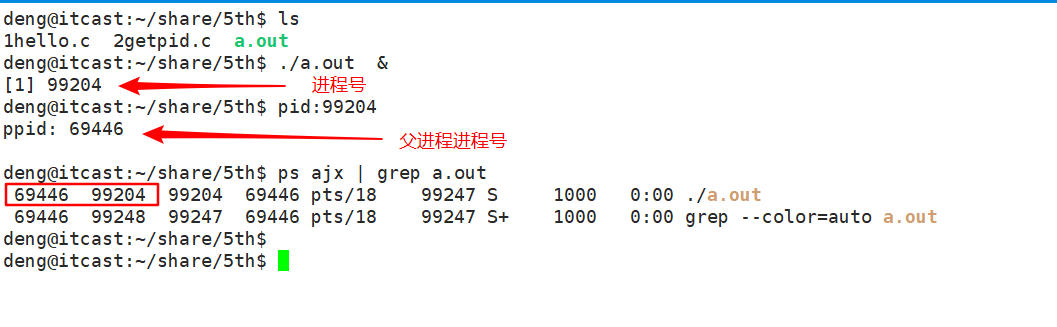 deng@itcast:~/share/5th$ ls
1hello.c  2getpid.c  a.out
deng@itcast:~/share/5th$ ./a.out  &
[1] 99204 进程号
deng@itcast:~/share/5th$ pid:99204
ppid: 69446 父进程进程号
deng@itcast:~/share/5th$ ps ajx | grep a.out
69446  99204  99204  69446 pts/18    99247 S     1000   0:00 ./a.out
69446  99248  99247  69446 pts/18    99247 S+    1000   0:00 grep --color=auto a.out
deng@itcast:~/share/5th$
deng@itcast:~/share/5th$